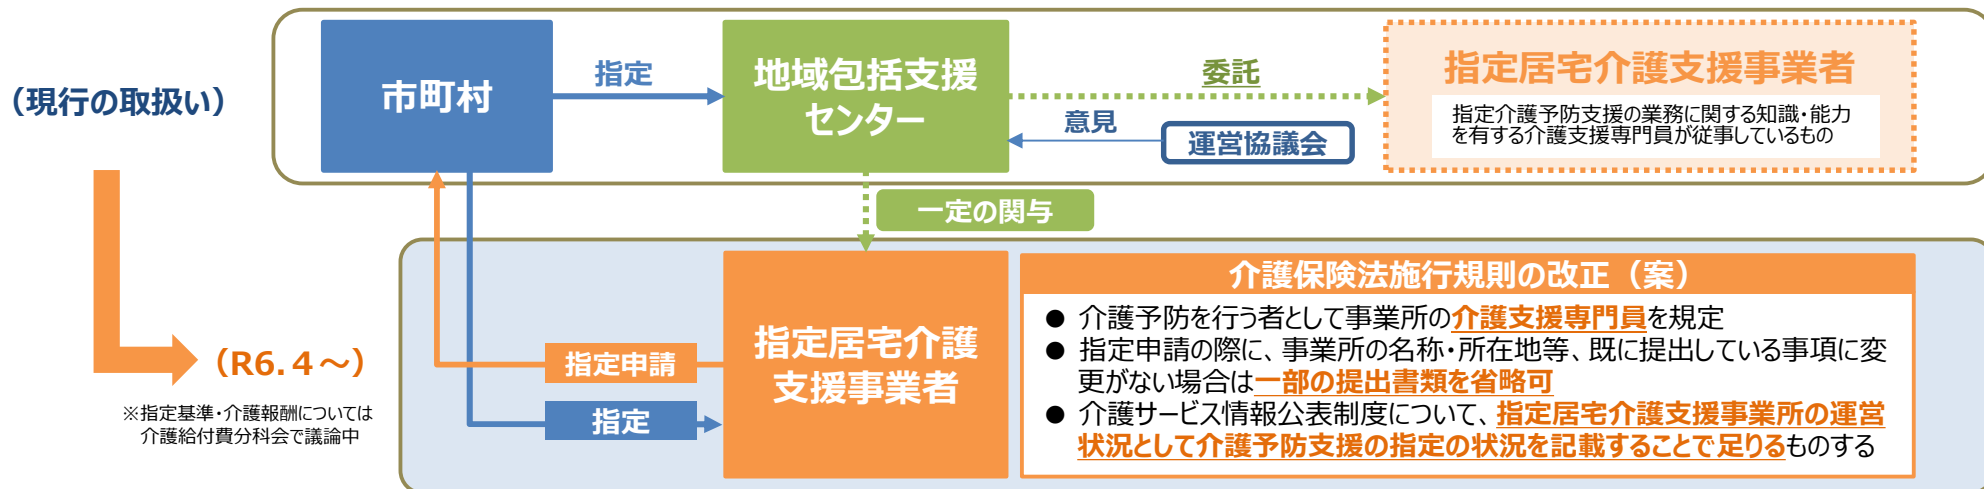 (現行の取扱い)
市町村
指定
地域包括支援
センター
委託
意見
運営協議会
指定居宅介護支援事業者
指定介護予防支援の業務に関する知識・能力
を有する介護支援専門員が従事しているもの
一定の関与
(R6.4～)
※指定基準・介護報酬については
介護給付費分科会で議論中
指定申請
指定
指定居宅介護
支援事業者
介護保険法施行規則の改正（案）
● 介護予防を行う者として事業所の介護支援専門員を規定
● 指定申請の際に、事業所の名称・所在地等、既に提出している事項に変
更がない場合は一部の提出書類を省略可
● 介護サービス情報公表制度について、指定居宅介護支援事業所の運営
状況として介護予防支援の指定の状況を記載することで足りるものする